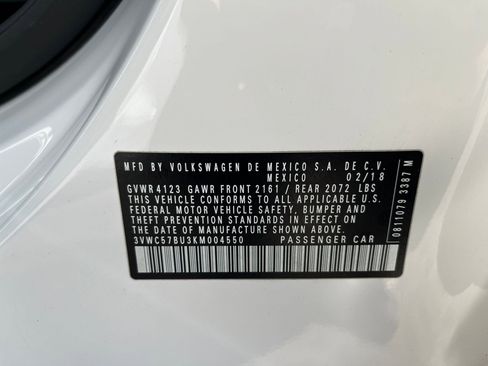 MFD BY VOLKSWAGEN DE MEXICO S.A. DE C.V.
MEXICO 02/18
GVWR 4123 GAWR FRONT 2161 / REAR 2072 LBS
THIS VEHICLE CONFORMS TO ALL APPLICABLE U.S.
FEDERAL MOTOR VEHICLE SAFETY, BUMPER AND
THEFT PREVENTION STANDARDS IN EFFECT ON
THE DATE OF MANUFACTURE SHOWN ABOVE.
3VWC57BU3KM004550 PASSENGER CAR
0811079 3387 M